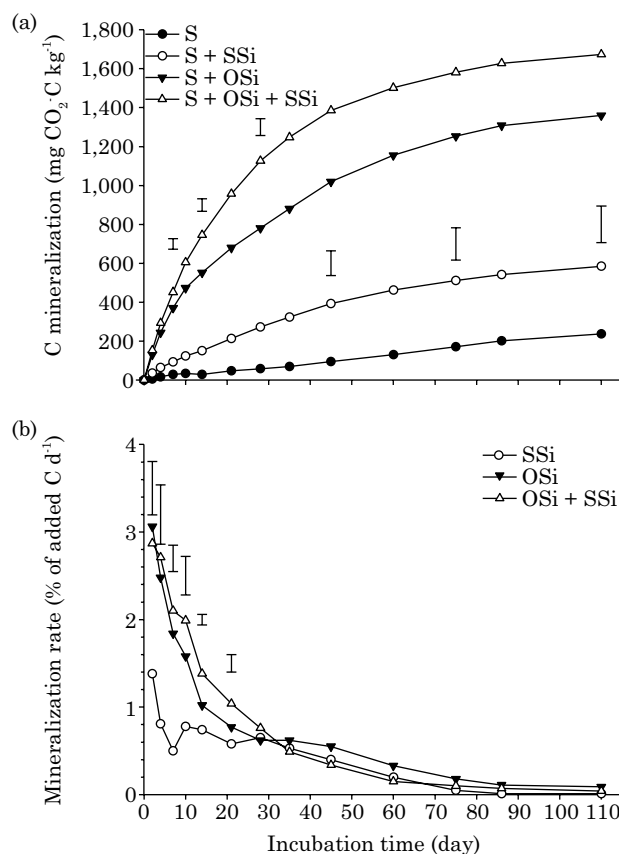 (a)
1,800
1,600
1,400
1,200
1,000
800
600
400
200
0
C mineralization (mg CO₂·C kg⁻¹)
S
S + SSi
S + OSi
S + OSi + SSi
(b)
4
3
2
1
0
Mineralization rate (% of added C d⁻¹)
SSi
OSi
OSi + SSi
0 10 20 30 40 50 60 70 80 90 100 110
Incubation time (day)